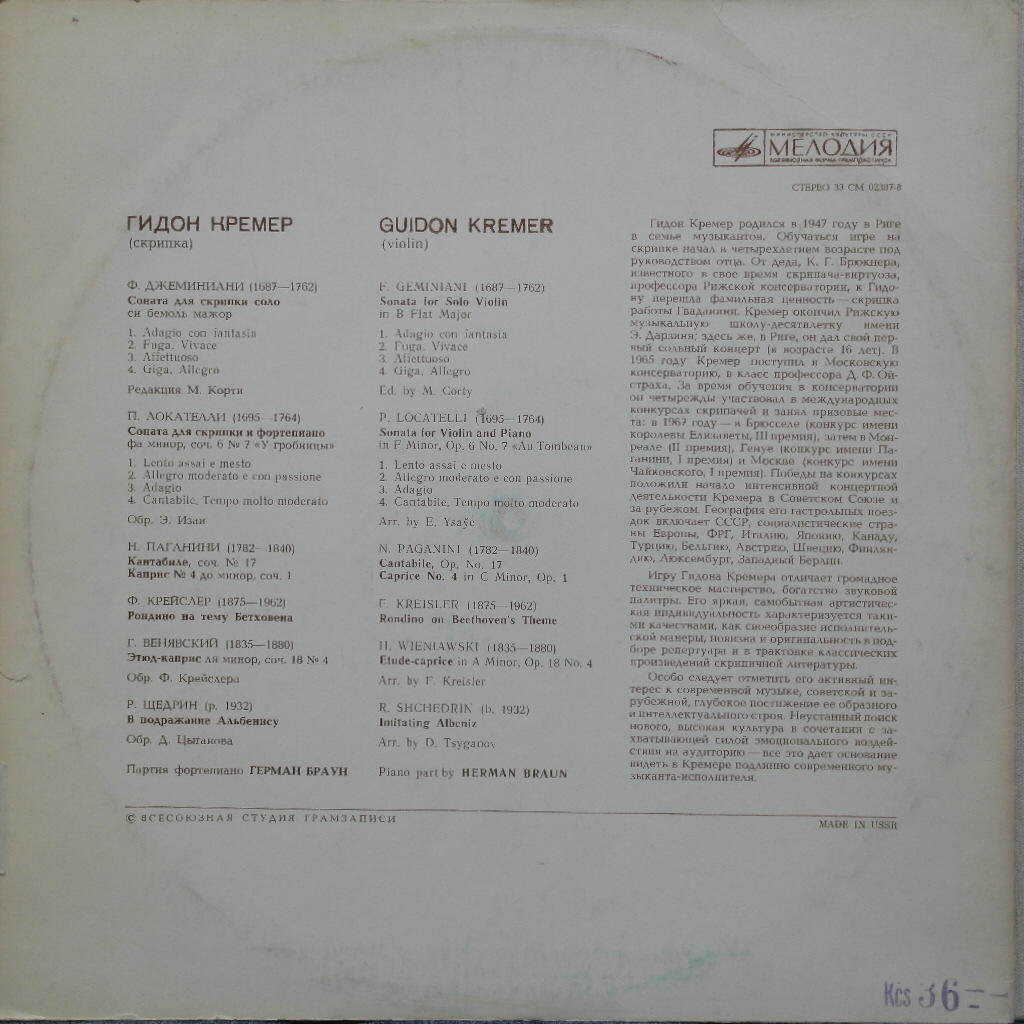 МИНИСТЕРСТВО КУЛЬТУРЫ СССР
МЕЛОДИЯ
ВСЕСОЮЗНАЯ ФИРМА ГРАМПЛАСТИНОК
СТЕРЕО 33 СМ 02387-8
ГИДОН КРЕМЕР
(скрипка)
Ф. ДЖЕМИНИАНИ (1687—1762)
Соната для скрипки соло
си бемоль мажор
1. Adagio con fantasia
2. Fuga. Vivace
3. Affettuoso
4. Giga, Allegro
Редакция М. Корти
П. ЛОКАТЕЛЛИ (1695—1764)
Соната для скрипки и фортепиано
фа минор, соч. 6 № 7 «У гробницы»
1. Lento assai e mesto
2. Allegro moderato e con passione
3. Adagio
4. Cantabile, Tempo molto moderato
Обр. Э. Изаи
Н. ПАГАНИНИ (1782—1840)
Кантабиле, соч. № 17
Каприс № 4 до минор, соч. 1
Ф. КРЕЙСЛЕР (1875—1962)
Рондино на тему Бетховена
Г. ВЕНЯВСКИЙ (1835—1880)
Этюд-каприс ля минор, соч. 18 № 4
Обр. Ф. Крейслера
Р. ЩЕДРИН (р. 1932)
В подражание Альбенису
Обр. Д. Цыганова
Партия фортепиано ГЕРМАН БРАУН
GUIDON KREMER
(violin)
F. GEMINIANI (1687—1762)
Sonata for Solo Violin
in B Flat Major
1. Adagio con fantasia
2. Fuga. Vivace
3. Affettuoso
4. Giga, Allegro
Ed. by M. Corty
P. LOCATELLI (1695—1764)
Sonata for Violin and Piano
in F Minor, Op. 6 No. 7 «Au Tombeau»
1. Lento assai e mesto
2. Allegro moderato e con passione
3. Adagio
4. Cantabile, Tempo molto moderato
Arr. by E. Ysaÿe
N. PAGANINI (1782—1840)
Cantabile, Op. No. 17
Caprice No. 4 in C Minor, Op. 1
F. KREISLER (1875—1962)
Rondino on Beethoven's Theme
H. WIENIAWSKI (1835—1880)
Etude-caprice in A Minor, Op. 18 No. 4
Arr. by F. Kreisler
R. SHCHEDRIN (b. 1932)
Imitating Albeniz
Arr. by D. Tsyganov
Piano part by HERMAN BRAUN
Гидон Кремер родился в 1947 году в Риге
в семье музыкантов. Обучаться игре на
скрипке начал в четырехлетнем возрасте под
руководством отца. От деда, К. Г. Брюкнера,
известного в свое время скрипача-виртуоза,
профессора Рижской консерватории, к Гидо-
ну перешла фамильная ценность — скрипка
работы Гваданини. Кремер окончил Рижскую
музыкальную школу-десятилетку имени
Э. Дарзиня; здесь же, в Риге, он дал свой пер-
вый сольный концерт (в возрасте 16 лет). В
1965 году Кремер поступил в Московскую
консерваторию, в класс профессора Д. Ф. Ой-
страха. За время обучения в консерватории
он четырежды участвовал в международных
конкурсах скрипачей и занял призовые мес-
та: в 1967 году — в Брюсселе (конкурс имени
королевы Елизаветы, III премия), затем в Мон-
реале (II премия), Генуе (конкурс имени Па-
ганини, I премия) и Москве (конкурс имени
Чайковского, I премия). Победы на конкурсах
положили начало интенсивной концертной
деятельности Кремера в Советском Союзе и
за рубежом. География его гастрольных поез-
док включает СССР, социалистические стра-
ны Европы, ФРГ, Италию, Японию, Канаду,
Турцию, Бельгию, Австрию, Швецию, Финлян-
дию, Люксембург, Западный Берлин.
Игру Гидона Кремера отличает громадное
техническое мастерство, богатство звуковой
палитры. Его яркая, самобытная артистичес-
кая индивидуальность характеризуется таки-
ми качествами, как своеобразие исполнитель-
ской манеры, новизна и оригинальность в под-
боре репертуара и в трактовке классических
произведений скрипичной литературы.
Особо следует отметить его активный ин-
терес к современной музыке, советской и за-
рубежной, глубокое постижение ее образного
и интеллектуального строя. Неустанный поиск
нового, высокая культура в сочетании с за-
хватывающей силой эмоционального воздей-
ствия на аудиторию — все это дает основание
видеть в Кремере подлинно современного му-
зыканта-исполнителя.
© ВСЕСОЮЗНАЯ СТУДИЯ ГРАМЗАПИСИ
MADE IN USSR
Kčs 36=—